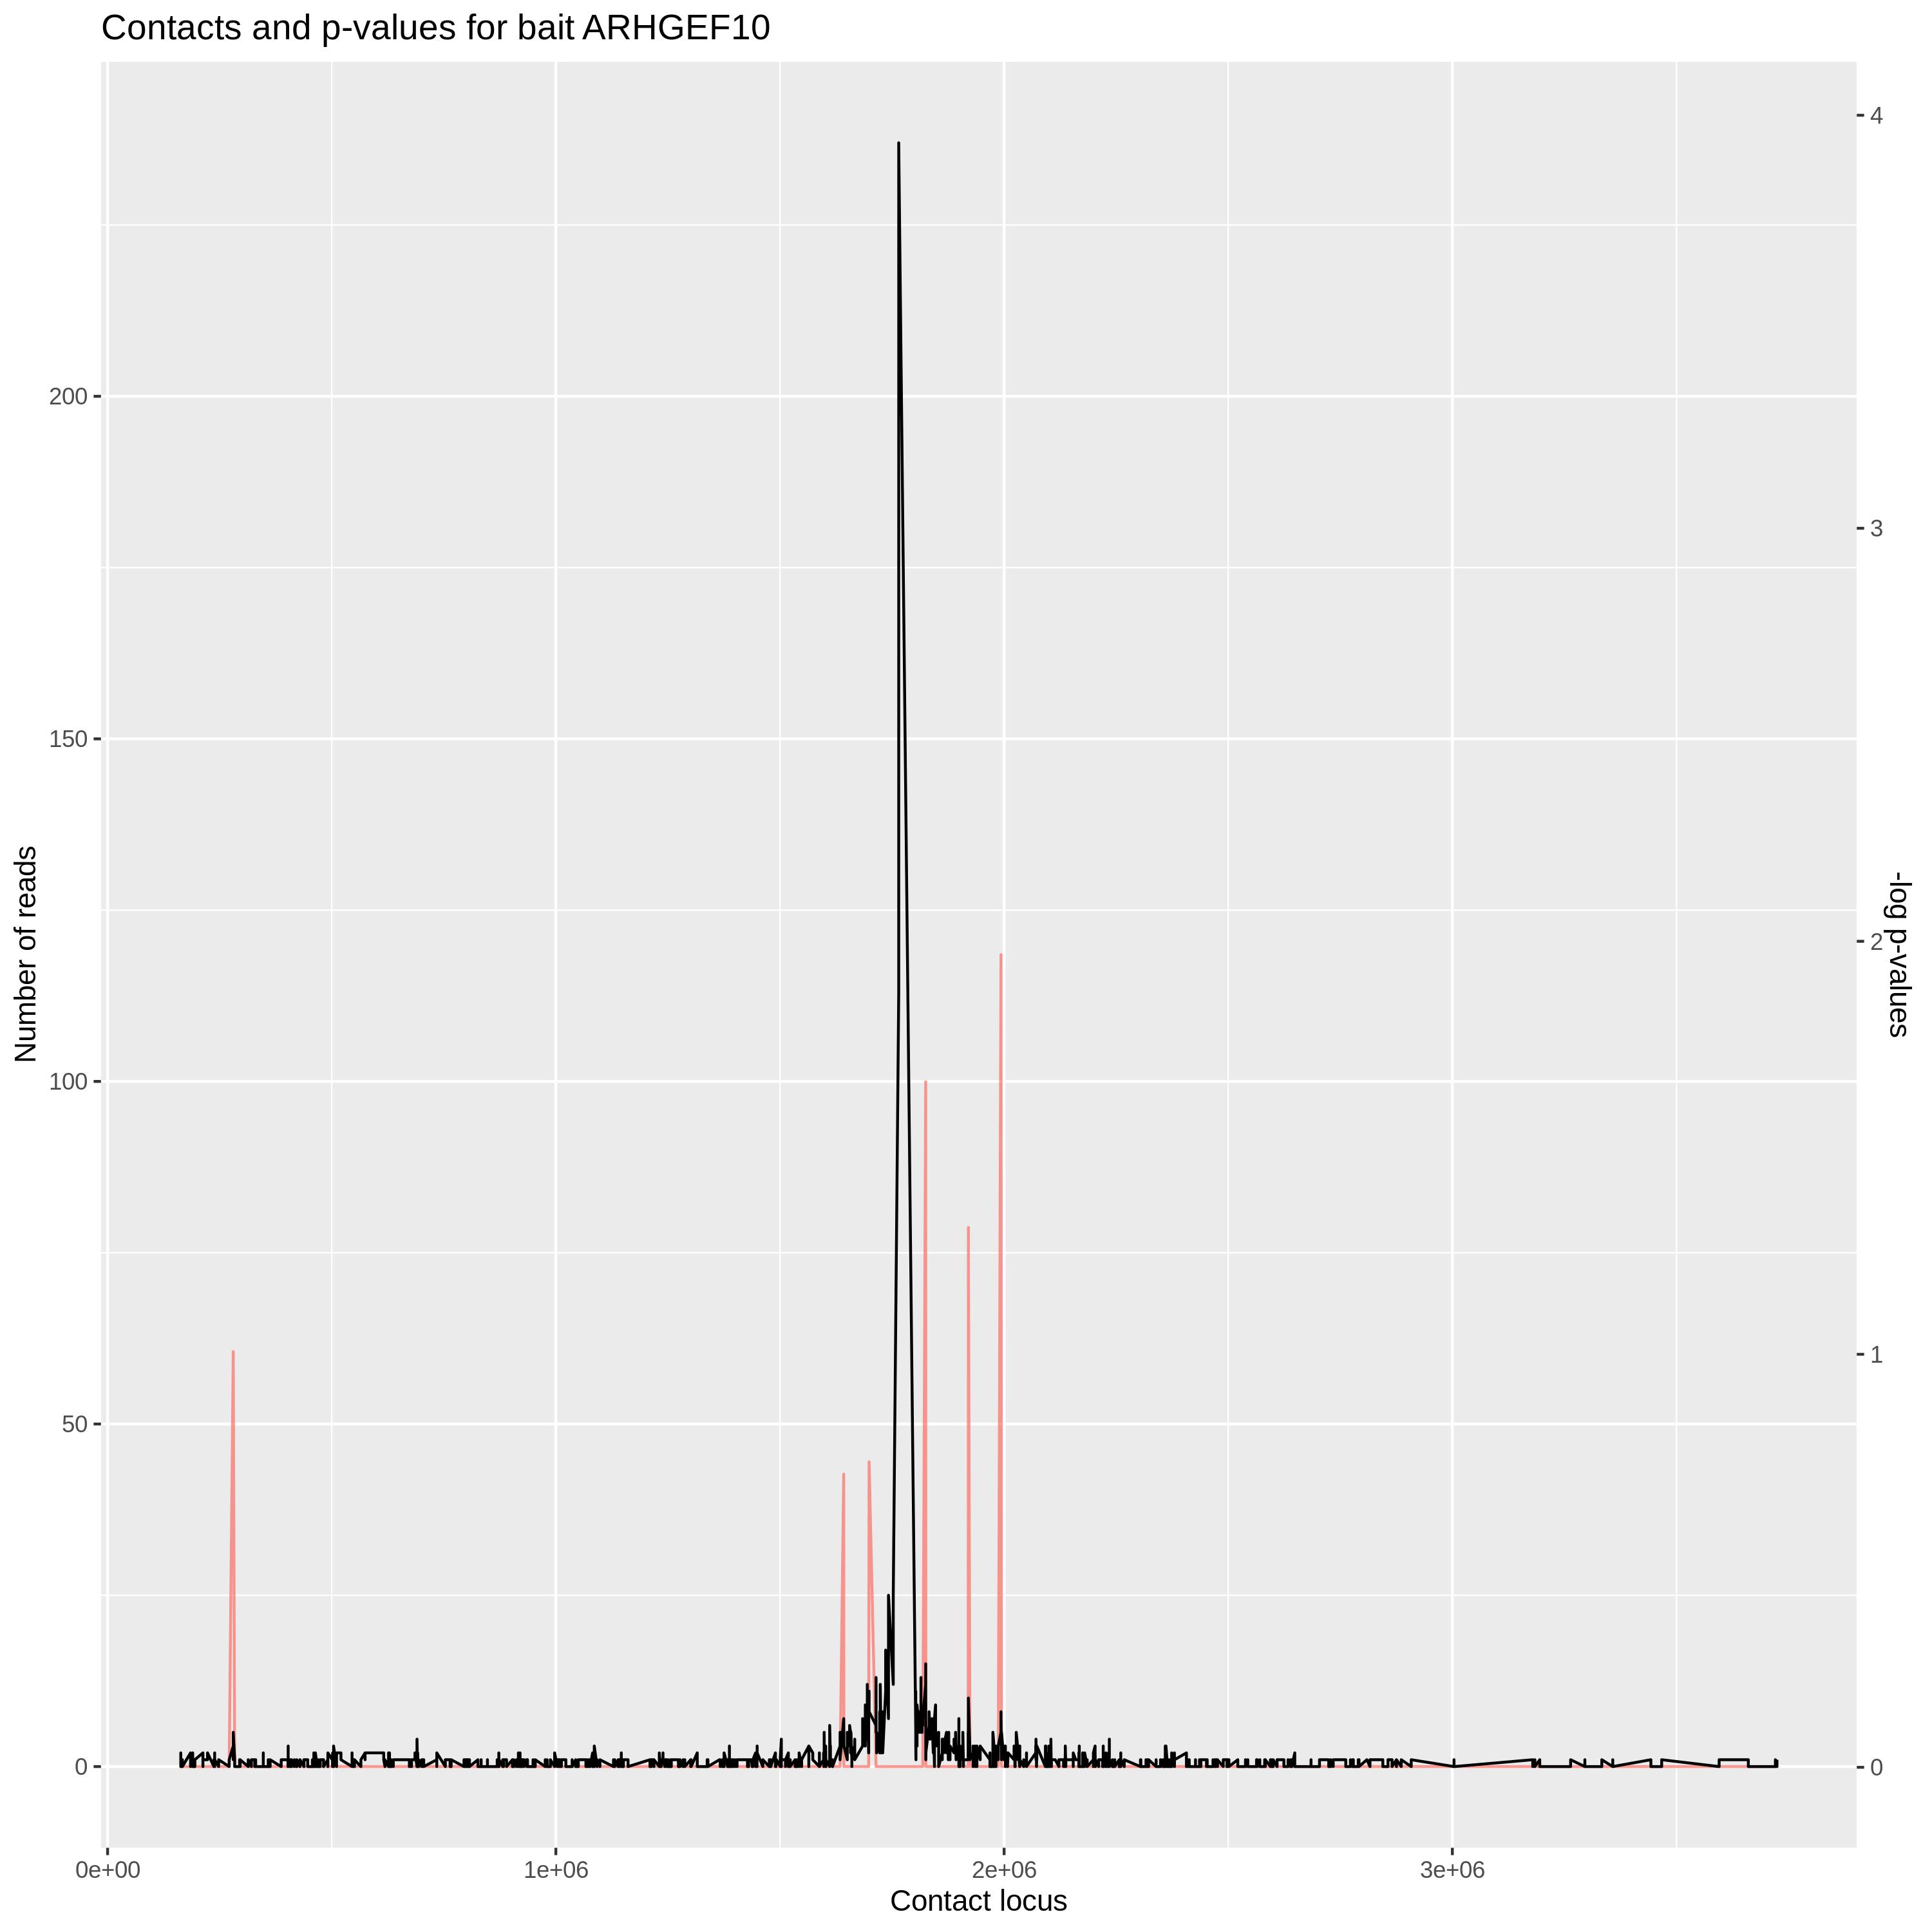 Contacts and p-values for bait ARHGEF10
Number of reads
200
150
100
50
0
4
3
2
1
0
-log p-values
0e+00
1e+06
2e+06
3e+06
Contact locus